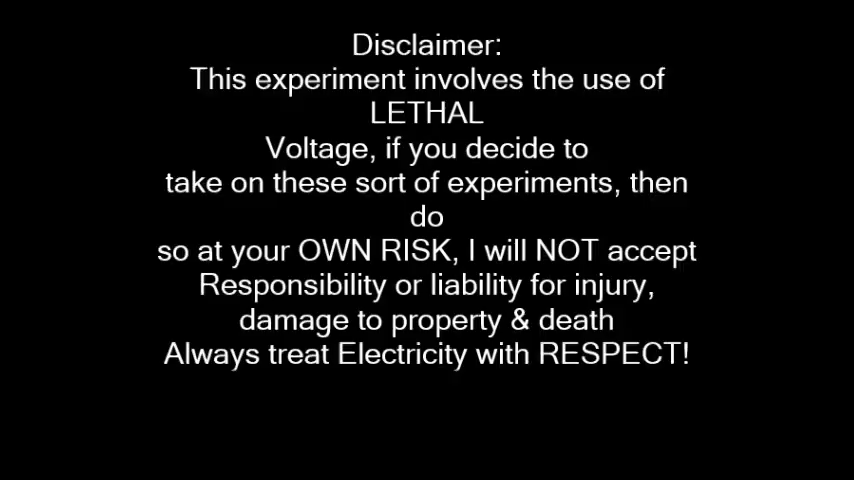 Disclaimer:
This experiment involves the use of
LETHAL
Voltage, if you decide to
take on these sort of experiments, then
do
so at your OWN RISK, I will NOT accept
Responsibility or liability for injury,
damage to property & death
Always treat Electricity with RESPECT!